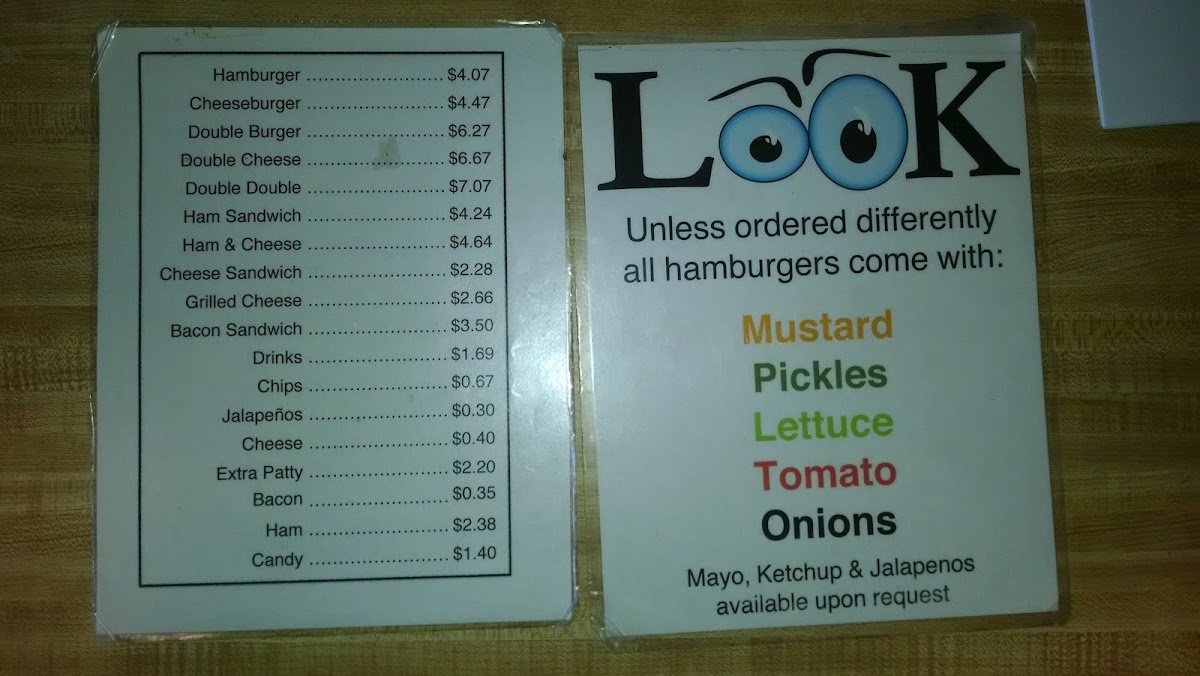 Hamburger ........................ $4.07
Cheeseburger ........................ $4.47
Double Burger ........................ $6.27
Double Cheese ........................ $6.67
Double Double ........................ $7.07
Ham Sandwich ........................ $4.24
Ham & Cheese ........................ $4.64
Cheese Sandwich ........................ $2.28
Grilled Cheese ........................ $2.66
Bacon Sandwich ........................ $3.50
Drinks ........................ $1.69
Chips ........................ $0.67
Jalapeños ........................ $0.30
Cheese ........................ $0.40
Extra Patty ........................ $2.20
Bacon ........................ $0.35
Ham ........................ $2.38
Candy ........................ $1.40
LOOK
Unless ordered differently
all hamburgers come with:
Mustard
Pickles
Lettuce
Tomato
Onions
Mayo, Ketchup & Jalapenos
available upon request